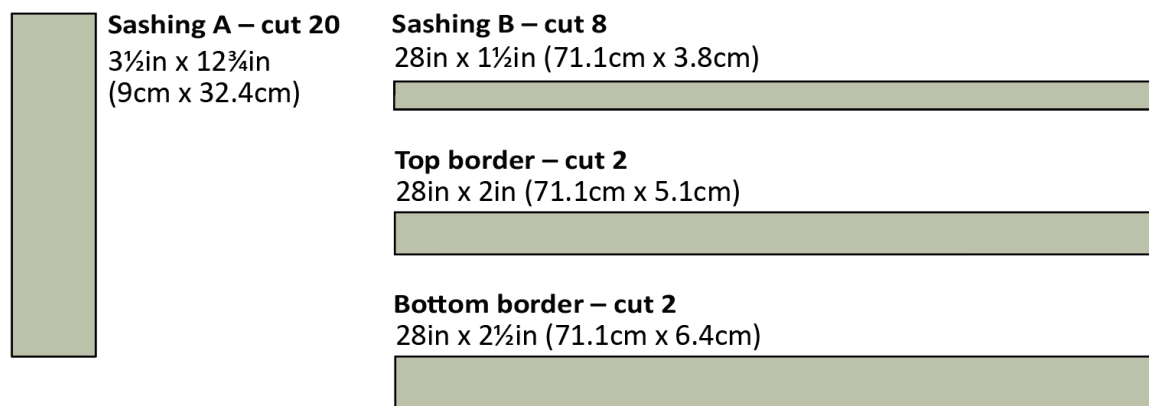 Sashing A – cut 20
3½in x 12¾in
(9cm x 32.4cm)
Sashing B – cut 8
28in x 1½in (71.1cm x 3.8cm)
Top border – cut 2
28in x 2in (71.1cm x 5.1cm)
Bottom border – cut 2
28in x 2½in (71.1cm x 6.4cm)